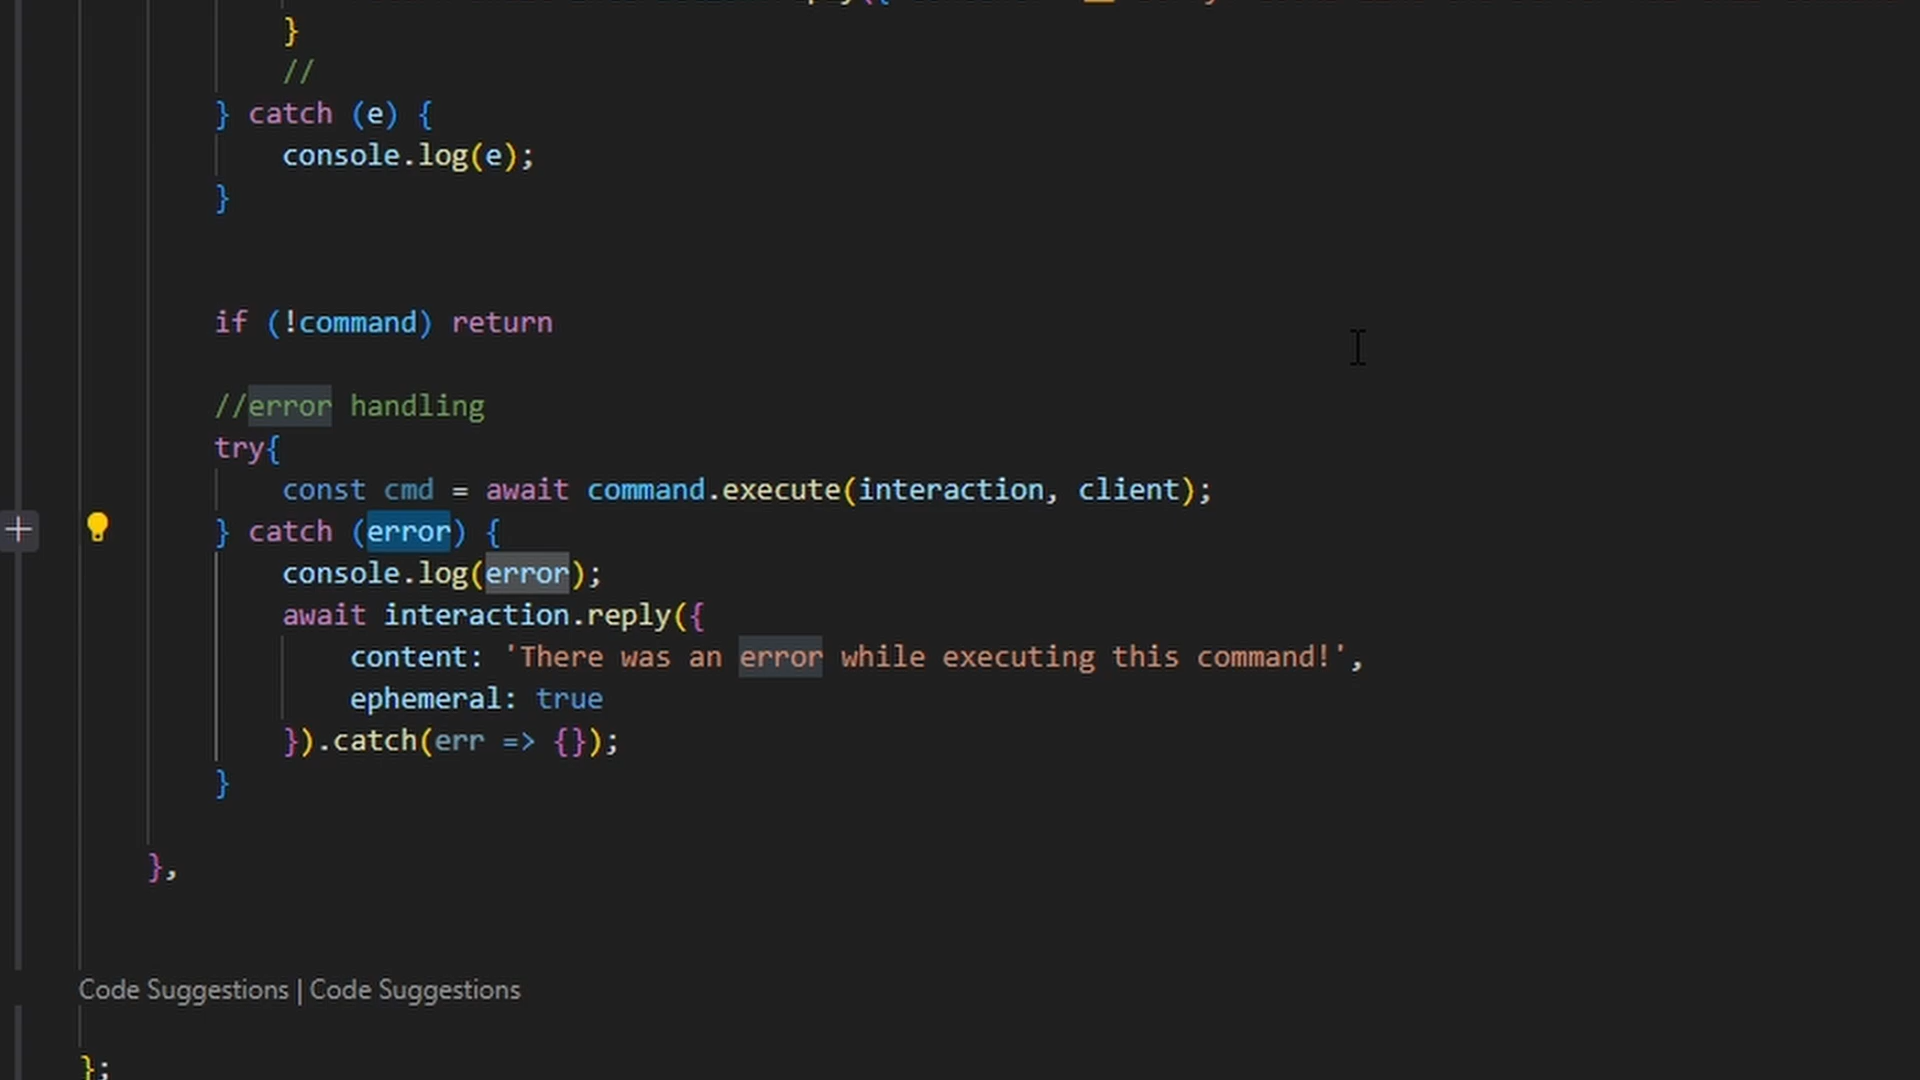 }
//
} catch (e) {
console.log(e);
}
if (!command) return
//error handling
try{
const cmd = await command.execute(interaction, client);
} catch (error) {
console.log(error);
await interaction.reply({
content: 'There was an error while executing this command!',
ephemeral: true
}).catch(err => {});
}
},
Code Suggestions | Code Suggestions
};